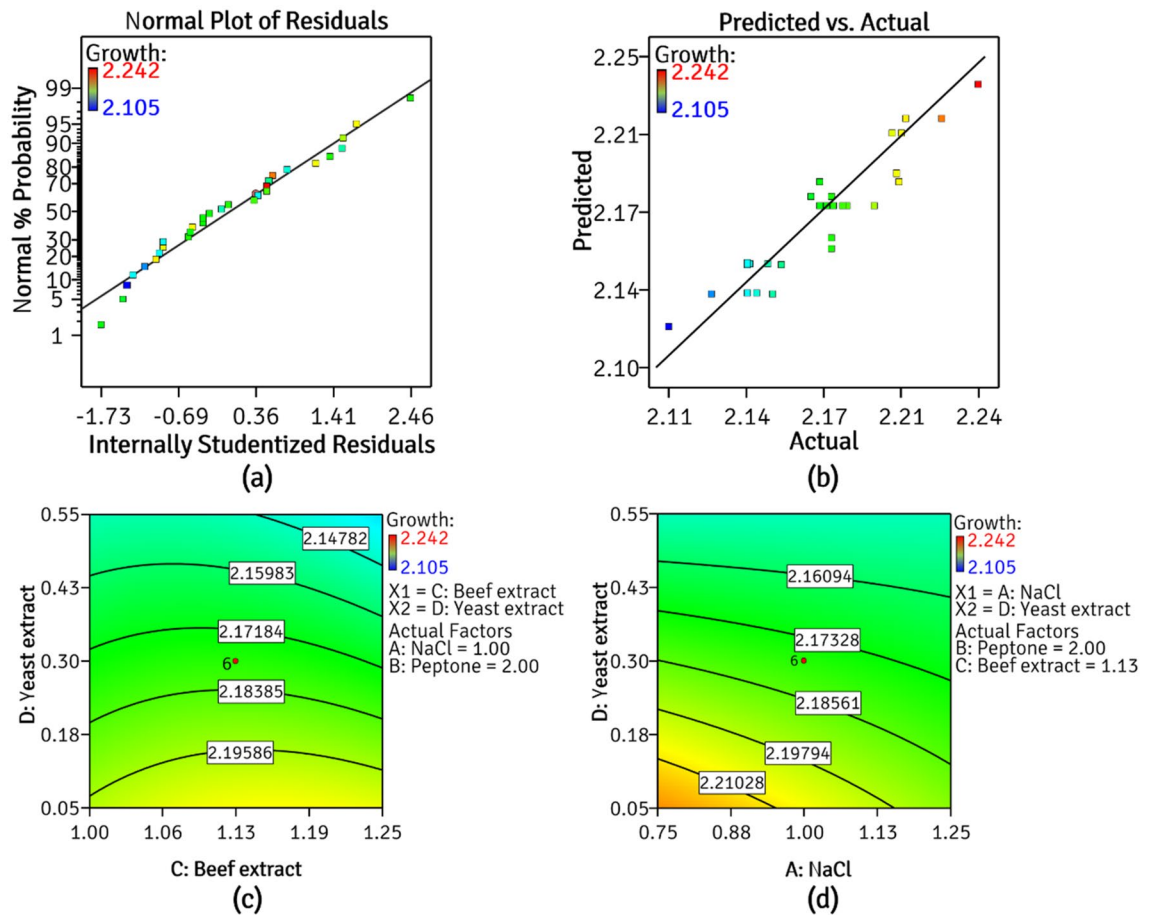 Normal Plot of Residuals
Growth:
2.242
2.105
Normal % Probability
99
95
90
80
70
50
30
20
10
5
1
-1.73 -0.69 0.36 1.41 2.46
Internally Studentized Residuals
(a)
Predicted vs. Actual
Growth:
2.242
2.105
Predicted
2.25
2.21
2.17
2.14
2.10
2.11 2.14 2.17 2.21 2.24
Actual
(b)
D: Yeast extract
0.55
0.43
0.30
0.18
0.05
2.14782
2.15983
2.17184
6
2.18385
2.19586
1.00 1.06 1.13 1.19 1.25
C: Beef extract
(c)
Growth:
2.242
2.105
X1 = C: Beef extract
X2 = D: Yeast extract
Actual Factors
A: NaCl = 1.00
B: Peptone = 2.00
D: Yeast extract
0.55
0.43
0.30
0.18
0.05
2.16094
2.17328
6
2.18561
2.19794
2.21028
0.75 0.88 1.00 1.13 1.25
A: NaCl
(d)
Growth:
2.242
2.105
X1 = A: NaCl
X2 = D: Yeast extract
Actual Factors
B: Peptone = 2.00
C: Beef extract = 1.13